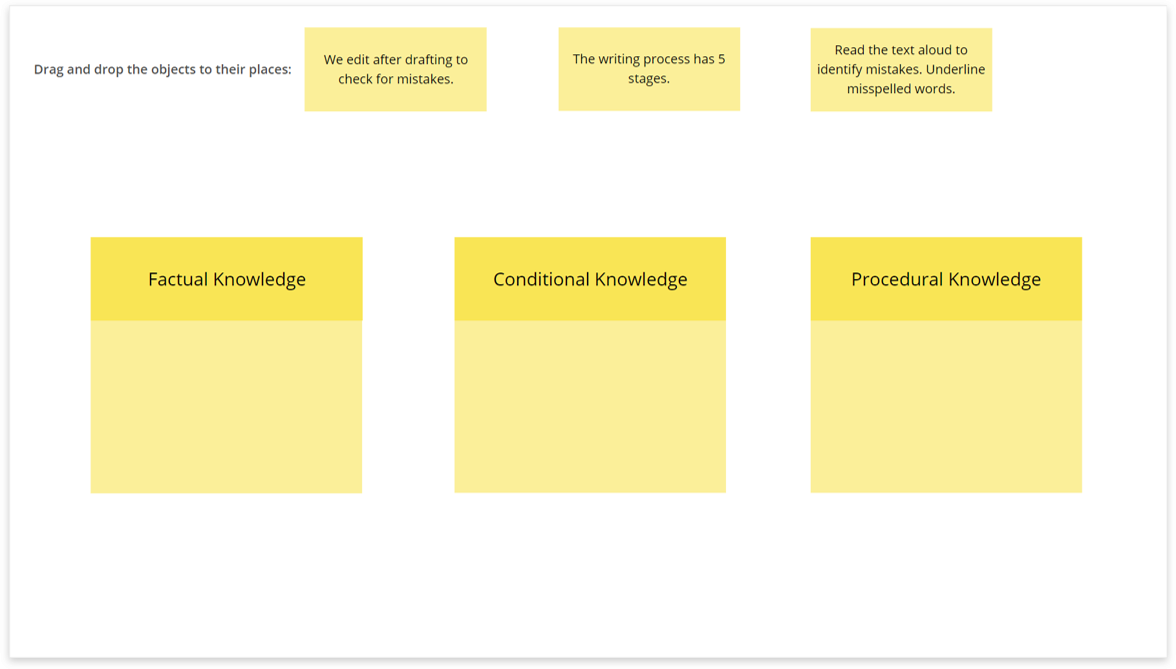 Drag and drop the objects to their places:
We edit after drafting to
check for mistakes.
The writing process has 5
stages.
Read the text aloud to
identify mistakes. Underline
misspelled words.
Factual Knowledge
Conditional Knowledge
Procedural Knowledge